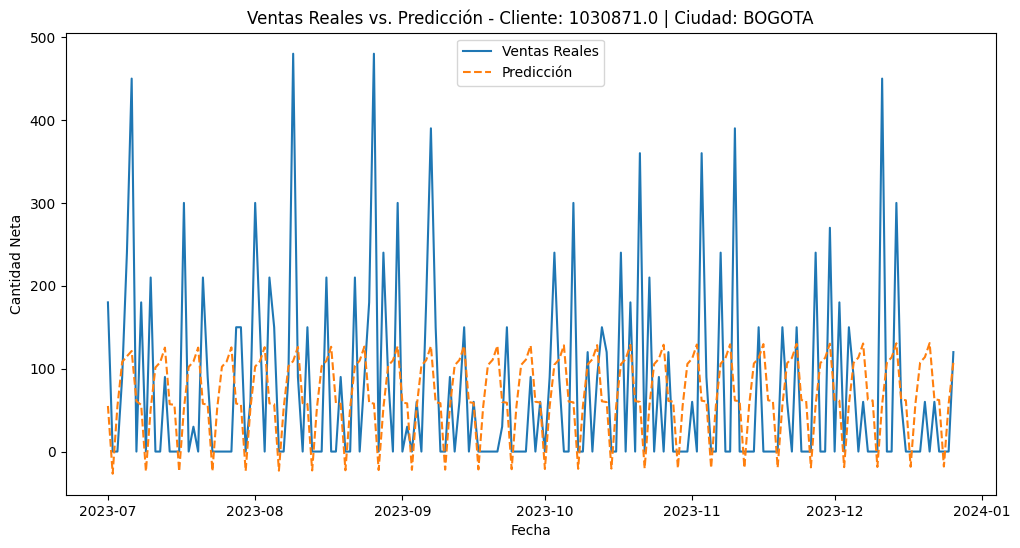 Ventas Reales vs. Predicción - Cliente: 1030871.0 | Ciudad: BOGOTA
Ventas Reales
Predicción
Cantidad Neta
500
400
300
200
100
0
2023-07
2023-08
2023-09
2023-10
2023-11
2023-12
2024-01
Fecha